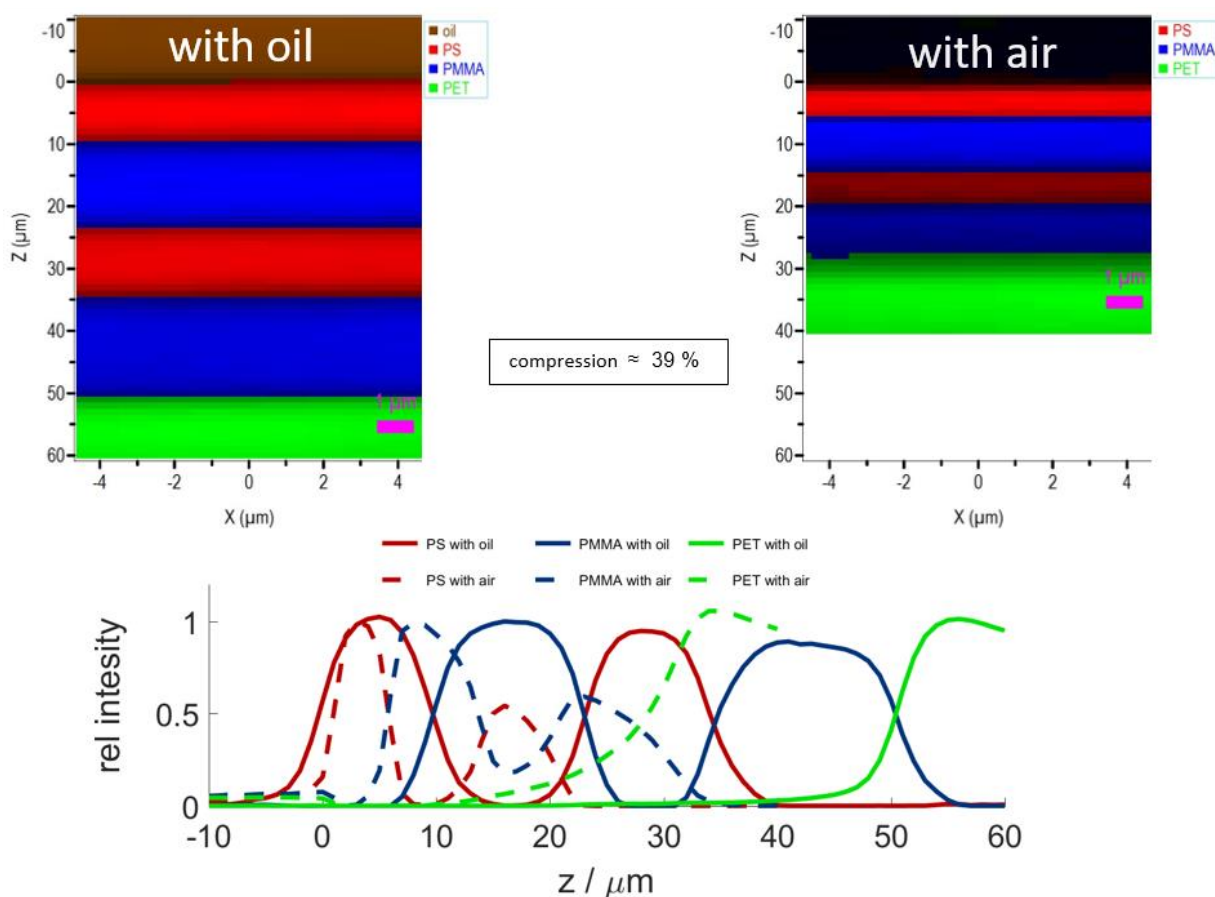 with oil
oil
PS
PMMA
PET
-10
0
10
20
30
40
50
60
Z (µm)
1 µm
-4
-2
0
2
4
X (µm)
with air
PS
PMMA
PET
-10
0
10
20
30
40
50
60
Z (µm)
1 µm
-4
-2
0
2
4
X (µm)
compression ≈ 39 %
PS with oil
PMMA with oil
PET with oil
PS with air
PMMA with air
PET with air
rel intesity
1
0.5
0
-10
0
10
20
30
40
50
60
z / µm